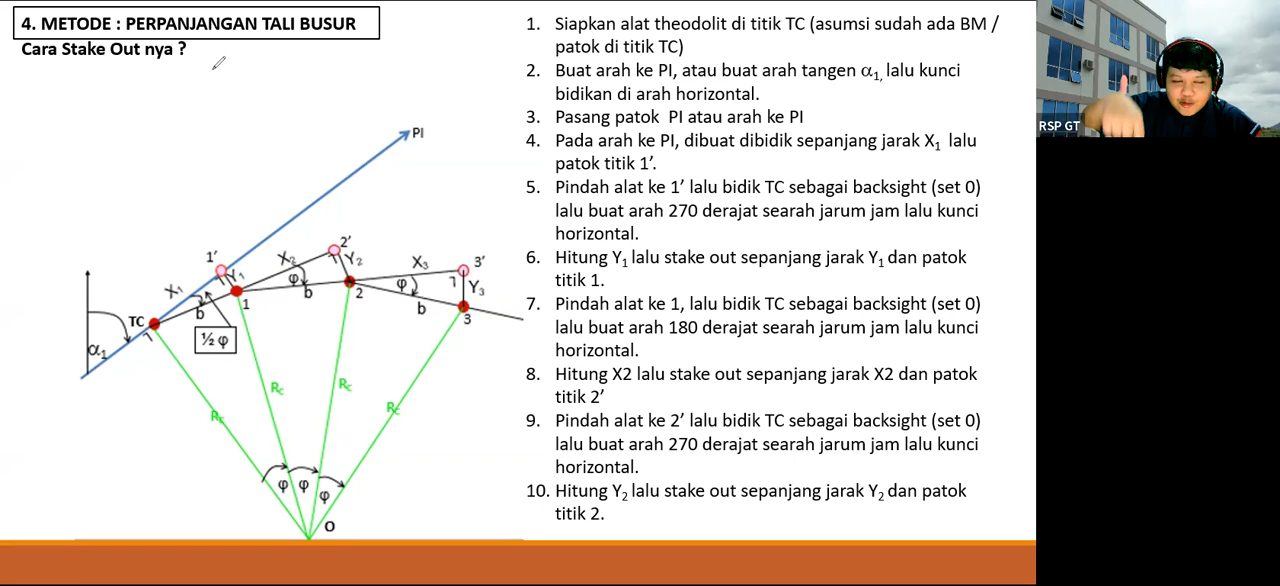 4. METODE : PERPANJANGAN TALI BUSUR
Cara Stake Out nya ?
1. Siapkan alat theodolit di titik TC (asumsi sudah ada BM /
patok di titik TC)
2. Buat arah ke PI, atau buat arah tangen α₁, lalu kunci
bidikan di arah horizontal.
3. Pasang patok PI atau arah ke PI
4. Pada arah ke PI, dibuat dibidik sepanjang jarak X₁ lalu
patok titik 1’.
5. Pindah alat ke 1’ lalu bidik TC sebagai backsight (set 0)
lalu buat arah 270 derajat searah jarum jam lalu kunci
horizontal.
6. Hitung Y₁ lalu stake out sepanjang jarak Y₁ dan patok
titik 1.
7. Pindah alat ke 1, lalu bidik TC sebagai backsight (set 0)
lalu buat arah 180 derajat searah jarum jam lalu kunci
horizontal.
8. Hitung X2 lalu stake out sepanjang jarak X2 dan patok
titik 2’
9. Pindah alat ke 2’ lalu bidik TC sebagai backsight (set 0)
lalu buat arah 270 derajat searah jarum jam lalu kunci
horizontal.
10. Hitung Y₂ lalu stake out sepanjang jarak Y₂ dan patok
titik 2.
PI
1’
2’
3’
X₁
Y₁
X₂
Y₂
X₃
Y₃
φ
φ
b
b
b
TC
1
2
3
½ φ
α₁
R꜀
R꜀
R꜀
R꜀
φ
φ
φ
O
RSP GT